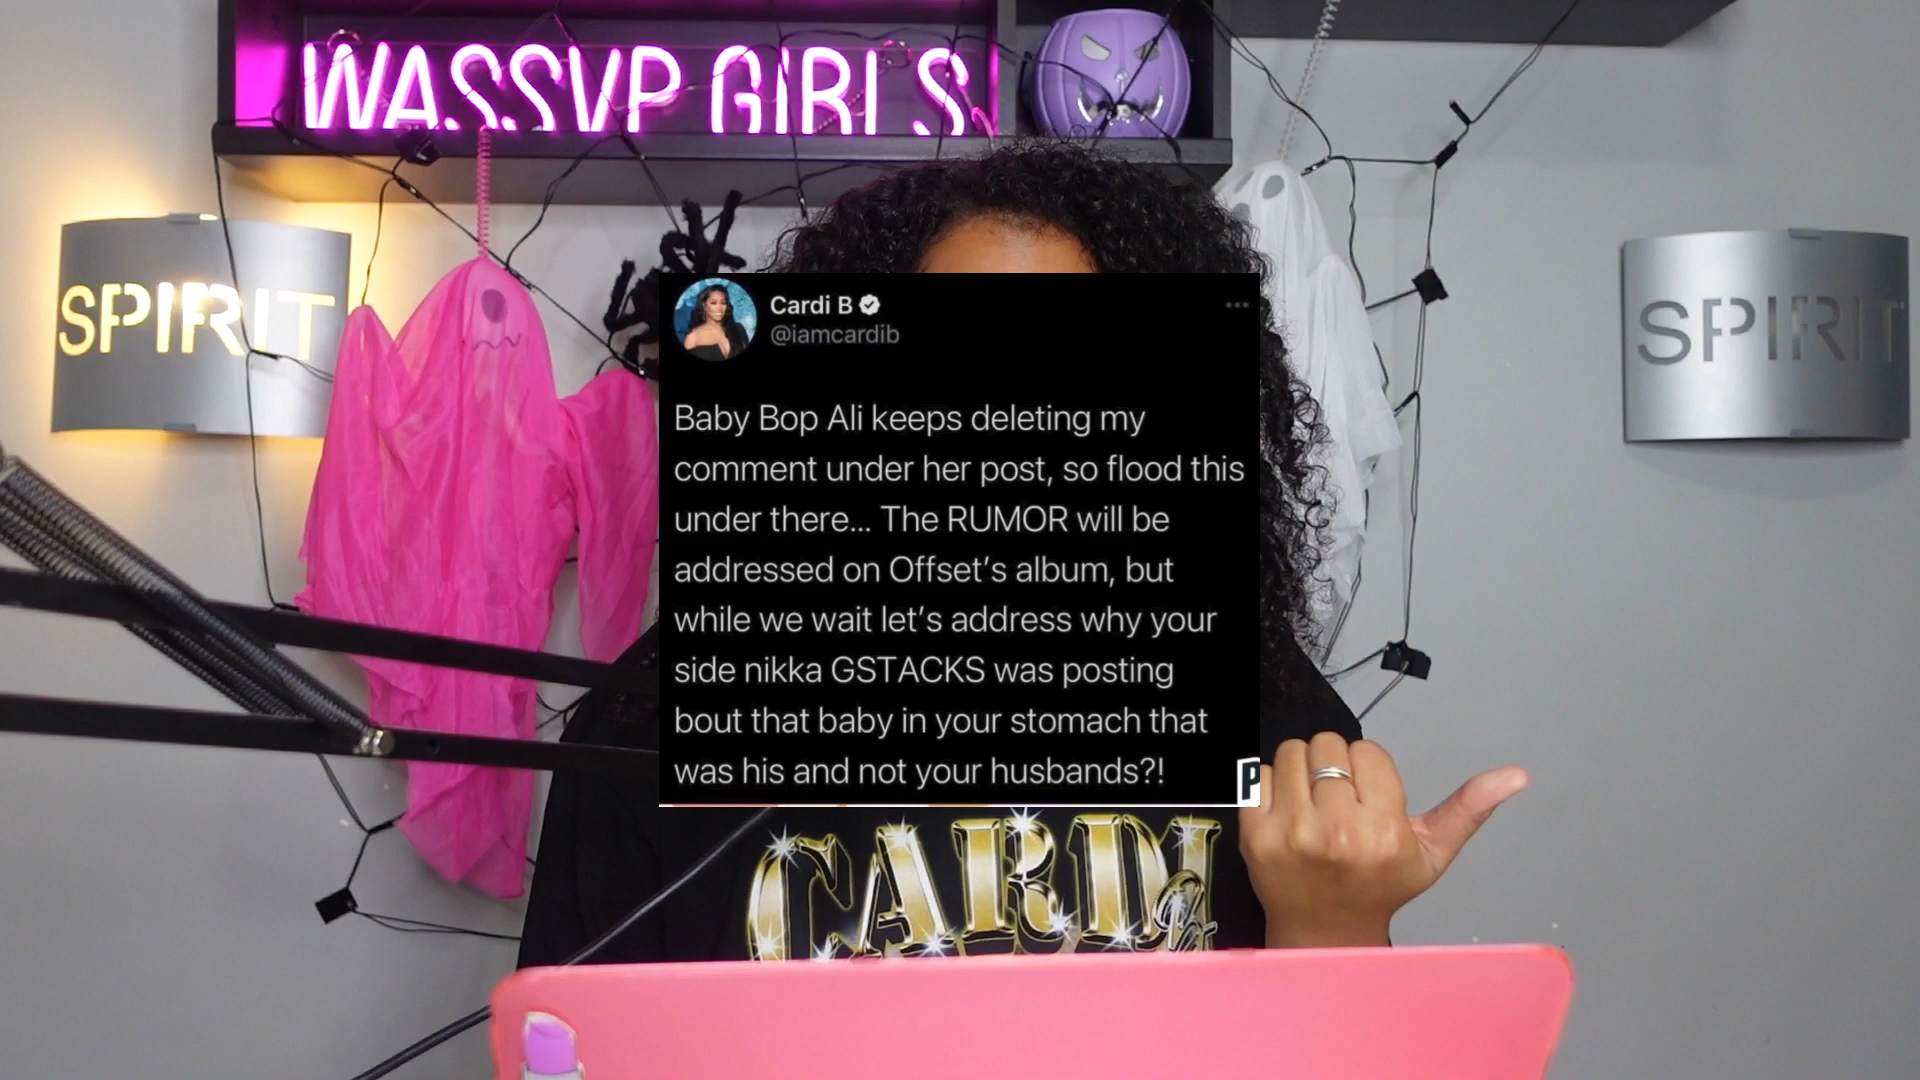 WASSVP GIRLS
SPIRIT
SPIRIT
Cardi B
@iamcardib
Baby Bop Ali keeps deleting my
comment under her post, so flood this
under there... The RUMOR will be
addressed on Offset’s album, but
while we wait let’s address why your
side nikka GSTACKS was posting
bout that baby in your stomach that
was his and not your husbands?!
P
CARDI